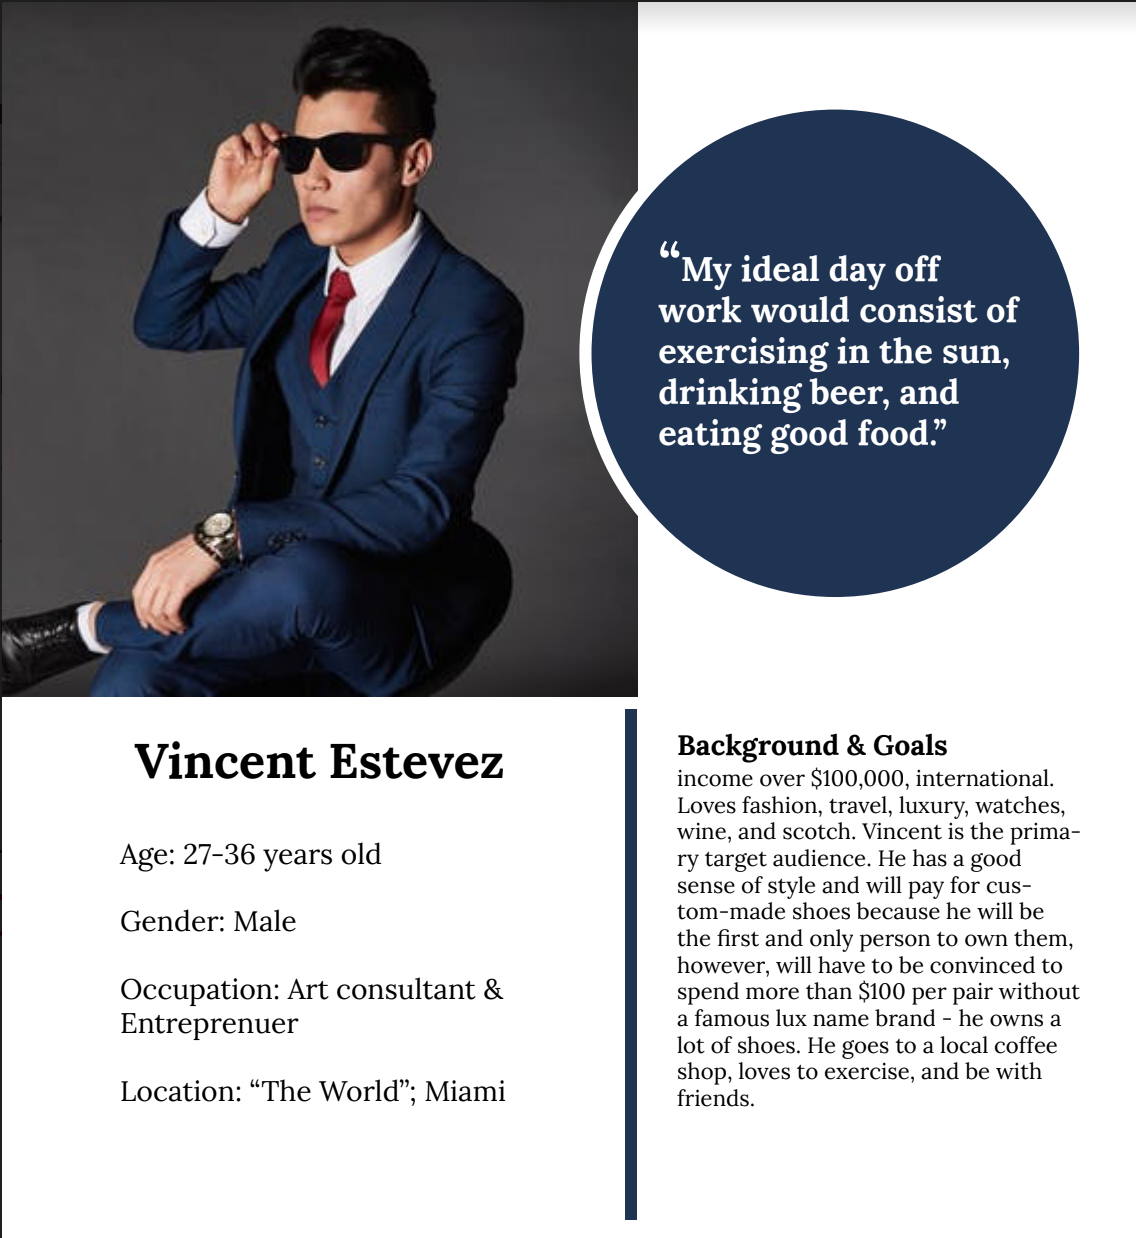 “My ideal day off
work would consist of
exercising in the sun,
drinking beer, and
eating good food.”
Vincent Estevez
Age: 27-36 years old
Gender: Male
Occupation: Art consultant &
Entreprenuer
Location: “The World”; Miami
Background & Goals
income over $100,000, international.
Loves fashion, travel, luxury, watches,
wine, and scotch. Vincent is the prima-
ry target audience. He has a good
sense of style and will pay for cus-
tom-made shoes because he will be
the first and only person to own them,
however, will have to be convinced to
spend more than $100 per pair without
a famous lux name brand - he owns a
lot of shoes. He goes to a local coffee
shop, loves to exercise, and be with
friends.